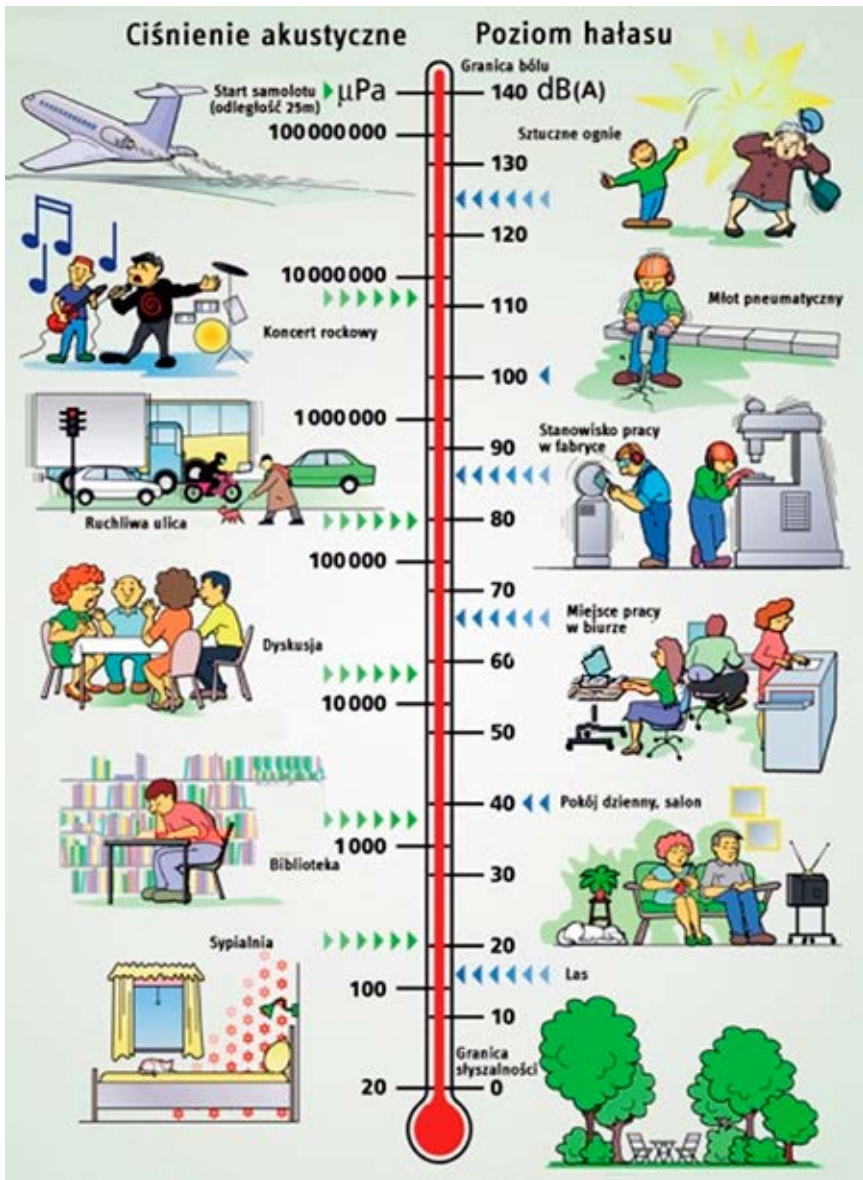 Ciśnienie akustyczne
Poziom hałasu
Granica bólu
Start samolotu
(odległość 25m)
µPa
140 dB(A)
100 000 000
Sztuczne ognie
130
120
10 000 000
110
Młot pneumatyczny
Koncert rockowy
100
1 000 000
Stanowisko pracy
w fabryce
90
Ruchliwa ulica
80
100 000
70
Miejsce pracy
w biurze
Dyskusja
60
10 000
50
40
Pokój dzienny, salon
1 000
Biblioteka
30
Sypialnia
20
Las
100
10
Granica
słyszalności
20
0